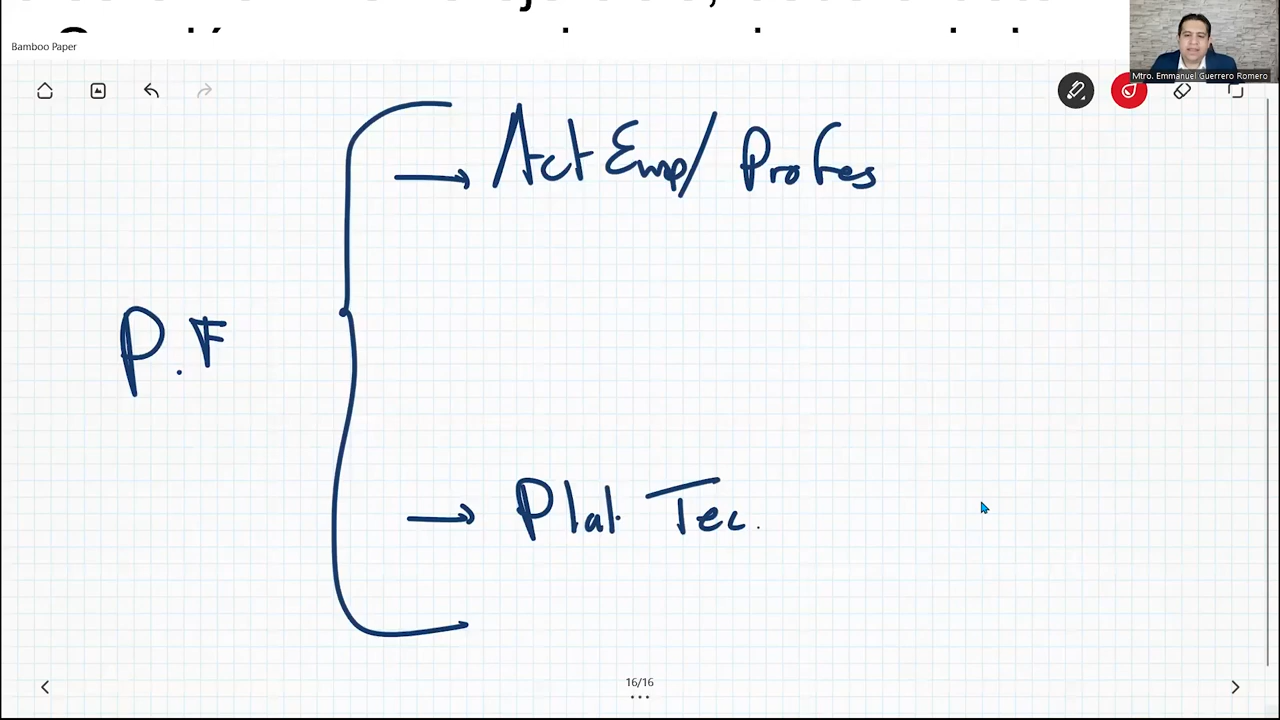 Bamboo Paper
Mtro. Emmanuel Guerrero Romero
Act Emp/ Profes
P.F
Plat Tec.
16/16